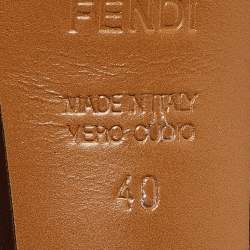 FENDI
MADE IN ITALY
VERO CUOIO
40